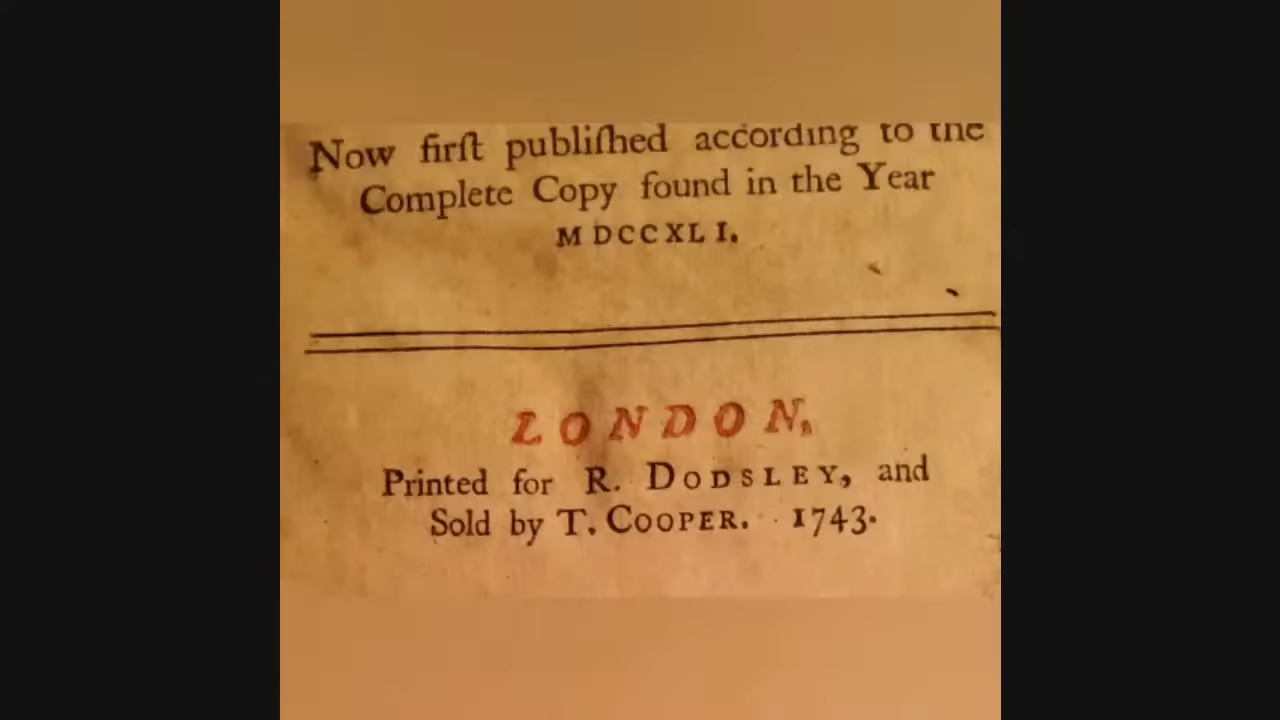 Now firſt publiſhed according to the
Complete Copy found in the Year
MDCCXLI.
LONDON,
Printed for R. DODSLEY, and
Sold by T. COOPER. 1743.